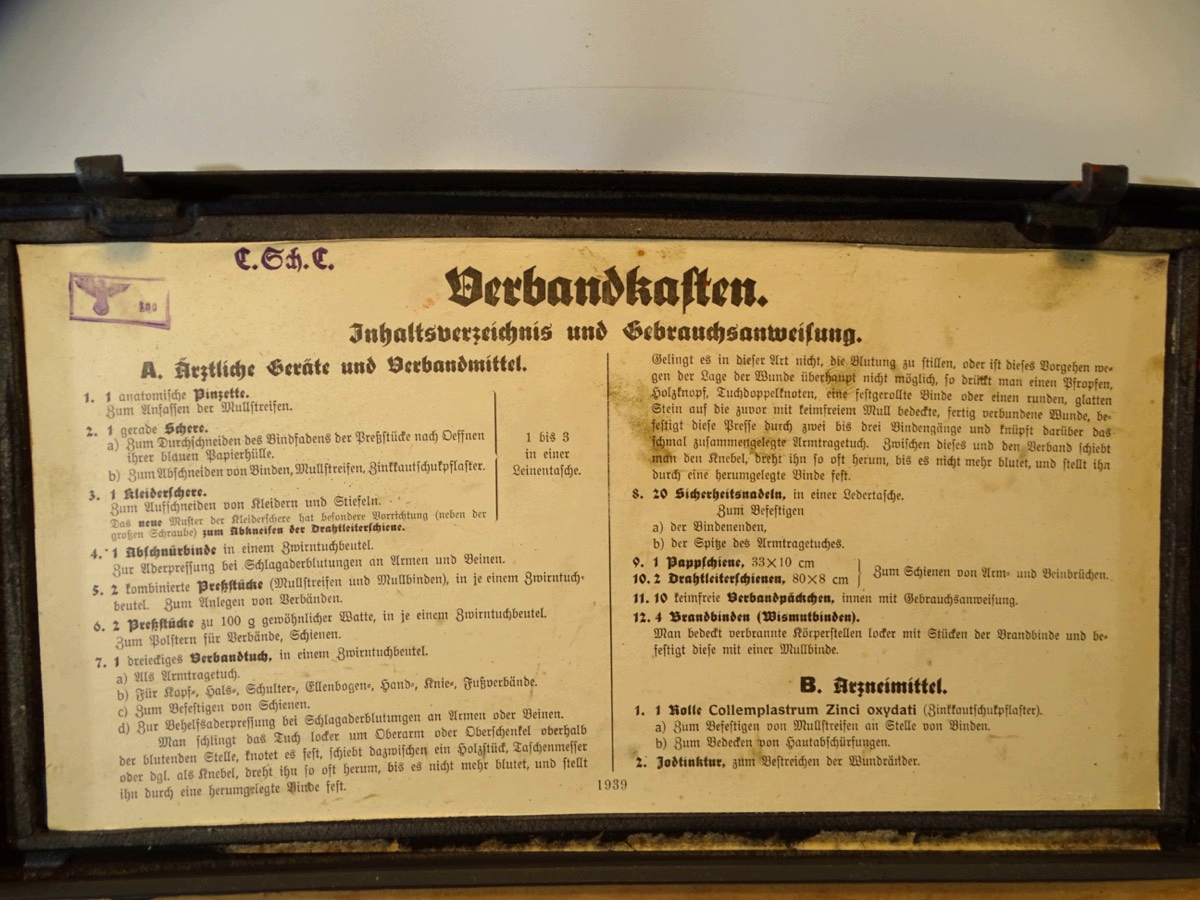 C.Sch.C.
Verbandkasten.
Inhaltsverzeichnis und Gebrauchsanweisung.
A. Ärztliche Geräte und Verbandmittel.
1. 1 anatomische Pinzette.
Zum Anfassen der Mullstreifen.
2. 1 gerade Schere.
a) Zum Durchschneiden des Bindfadens der Preßstücke nach Oeffnen
ihrer blauen Papierhülle.
b) Zum Abschneiden von Binden, Mullstreifen, Zinkkautschukpflaster.
3. 1 Kleiderschere.
Zum Aufschneiden von Kleidern und Stiefeln.
Das neue Muster der Kleiderschere hat besondere Vorrichtung (neben der
großen Schraube) zum Abkneifen der Drahtleiterschiene.
1 bis 3
in einer
Leinentasche.
4. 1 Abschnürbinde in einem Zwirntuchbeutel.
Zur Aderpressung bei Schlagaderblutungen an Armen und Beinen.
5. 2 kombinierte Preßstücke (Mullstreifen und Mullbinden), in je einem Zwirntuch-
beutel. Zum Anlegen von Verbänden.
6. 2 Preßstücke zu 100 g gewöhnlicher Watte, in je einem Zwirntuchbeutel.
Zum Polstern für Verbände, Schienen.
7. 1 dreieckiges Verbandtuch, in einem Zwirntuchbeutel.
a) Als Armtragetuch.
b) Für Kopf-, Hals-, Schulter-, Ellenbogen-, Hand-, Knie-, Fußverbände.
c) Zum Befestigen von Schienen.
d) Zur Behelfsaderpressung bei Schlagaderblutungen an Armen oder Beinen.
Man schlingt das Tuch locker um Oberarm oder Oberschenkel oberhalb
der blutenden Stelle, knotet es fest, schiebt dazwischen ein Holzstück, Taschenmesser
oder dgl. als Knebel, dreht ihn so oft herum, bis es nicht mehr blutet, und stellt
ihn durch eine herumgelegte Binde fest.
Gelingt es in dieser Art nicht, die Blutung zu stillen, oder ist dieses Vorgehen we-
gen der Lage der Wunde überhaupt nicht möglich, so drückt man einen Pfropfen,
Holzknopf, Tuchdoppelknoten, eine festgerollte Binde oder einen runden, glatten
Stein auf die zuvor mit keimfreiem Mull bedeckte, fertig verbundene Wunde, be-
festigt diese Presse durch zwei bis drei Bindengänge und knüpft darüber das
schmal zusammengelegte Armtragetuch. Zwischen dieses und den Verband schiebt
man den Knebel, dreht ihn so oft herum, bis es nicht mehr blutet, und stellt ihn
durch eine herumgelegte Binde fest.
8. 20 Sicherheitsnadeln, in einer Ledertasche.
Zum Befestigen
a) der Bindenenden,
b) der Spitze des Armtragetuches.
9. 1 Pappschiene, 33×10 cm
10. 2 Drahtleiterschienen, 80×8 cm
Zum Schienen von Arm- und Beinbrüchen.
11. 10 keimfreie Verbandpäckchen, innen mit Gebrauchsanweisung.
12. 4 Brandbinden (Wismutbinden).
Man bedeckt verbrannte Körperstellen locker mit Stücken der Brandbinde und be-
festigt diese mit einer Mullbinde.
B. Arzneimittel.
1. 1 Rolle Collemplastrum Zinci oxydati (Zinkkautschukpflaster).
a) Zum Befestigen von Mullstreifen an Stelle von Binden.
b) Zum Bedecken von Hautabschürfungen.
2. Jodtinktur, zum Bestreichen der Wundränder.
1939